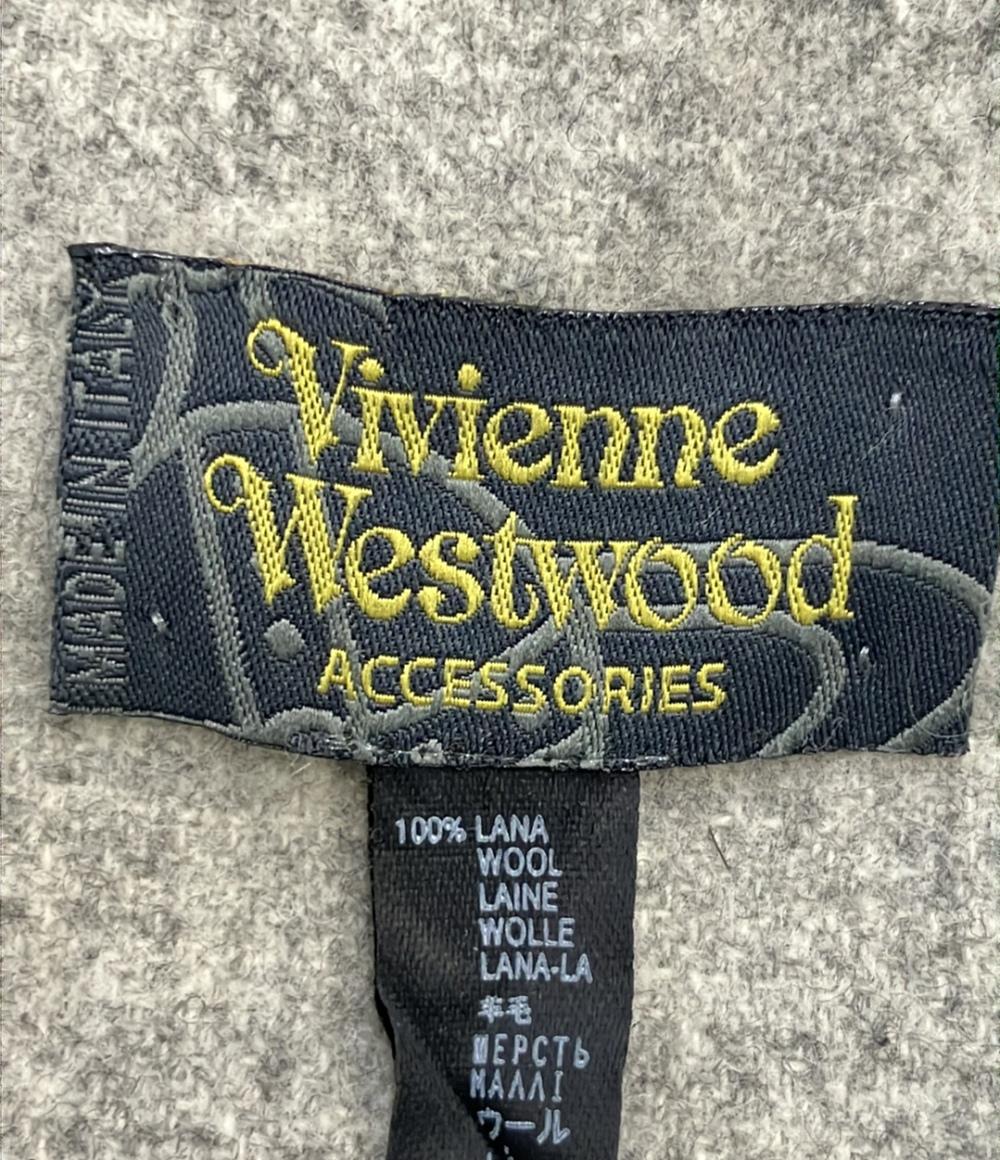 MADE IN ITALY
Vivienne
Westwood
ACCESSORIES
100% LANA
WOOL
LAINE
WOLLE
LANA-LA
羊毛
ШЕРСТЬ
ΜΑΛΛΙ
ウール